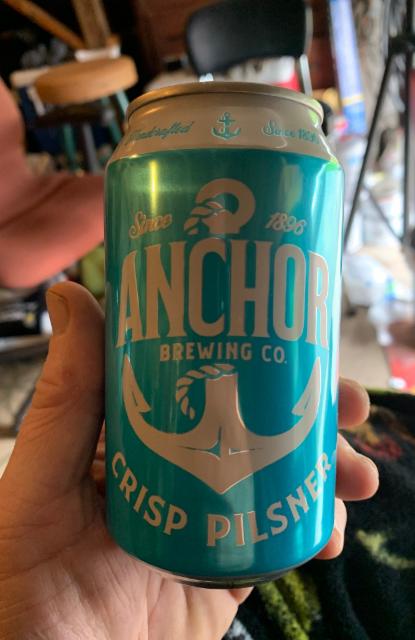 Handcrafted Since 1896
Since 1896
ANCHOR
BREWING CO.
CRISP PILSNER